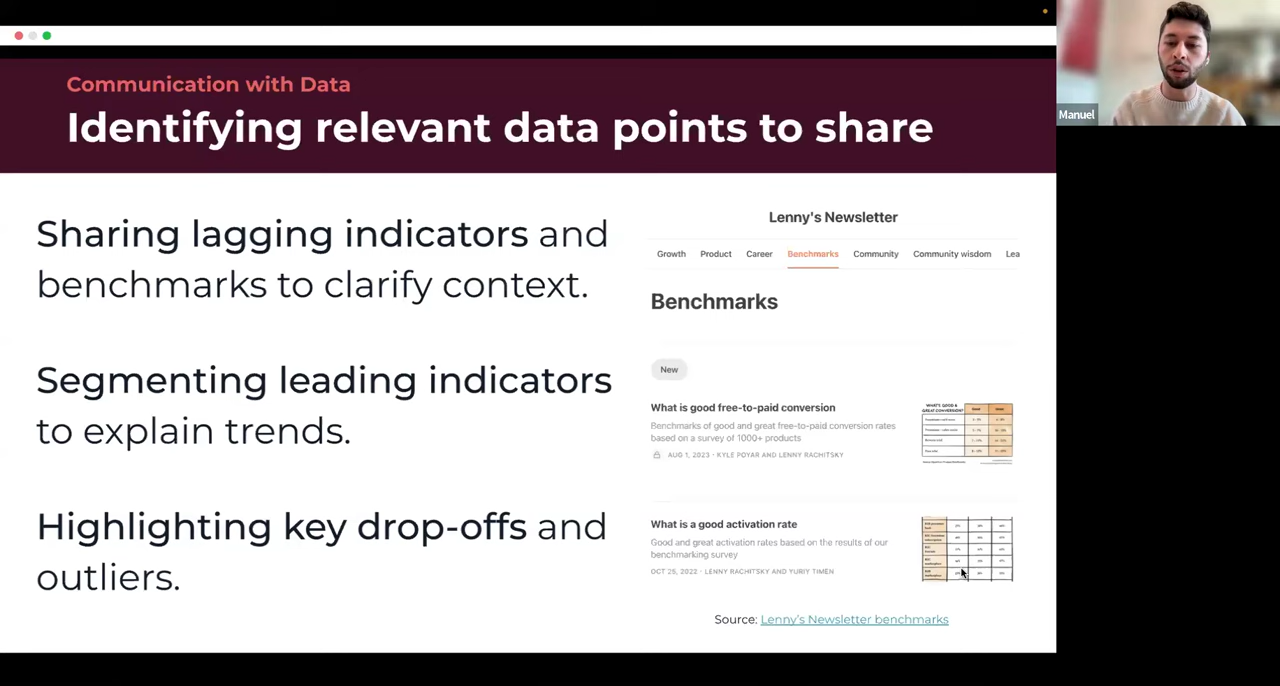 Communication with Data
Identifying relevant data points to share
Manuel
Sharing lagging indicators and
benchmarks to clarify context.
Segmenting leading indicators
to explain trends.
Highlighting key drop-offs and
outliers.
Lenny's Newsletter
Growth Product Career Benchmarks Community Community wisdom Lea
Benchmarks
New
What is good free-to-paid conversion
Benchmarks of good and great free-to-paid conversion rates
based on a survey of 1000+ products
AUG 1, 2023 · KYLE POYAR AND LENNY RACHITSKY
What is a good activation rate
Good and great activation rates based on the results of our
benchmarking survey
OCT 25, 2022 · LENNY RACHITSKY AND YURIY TIMEN
Source: Lenny's Newsletter benchmarks